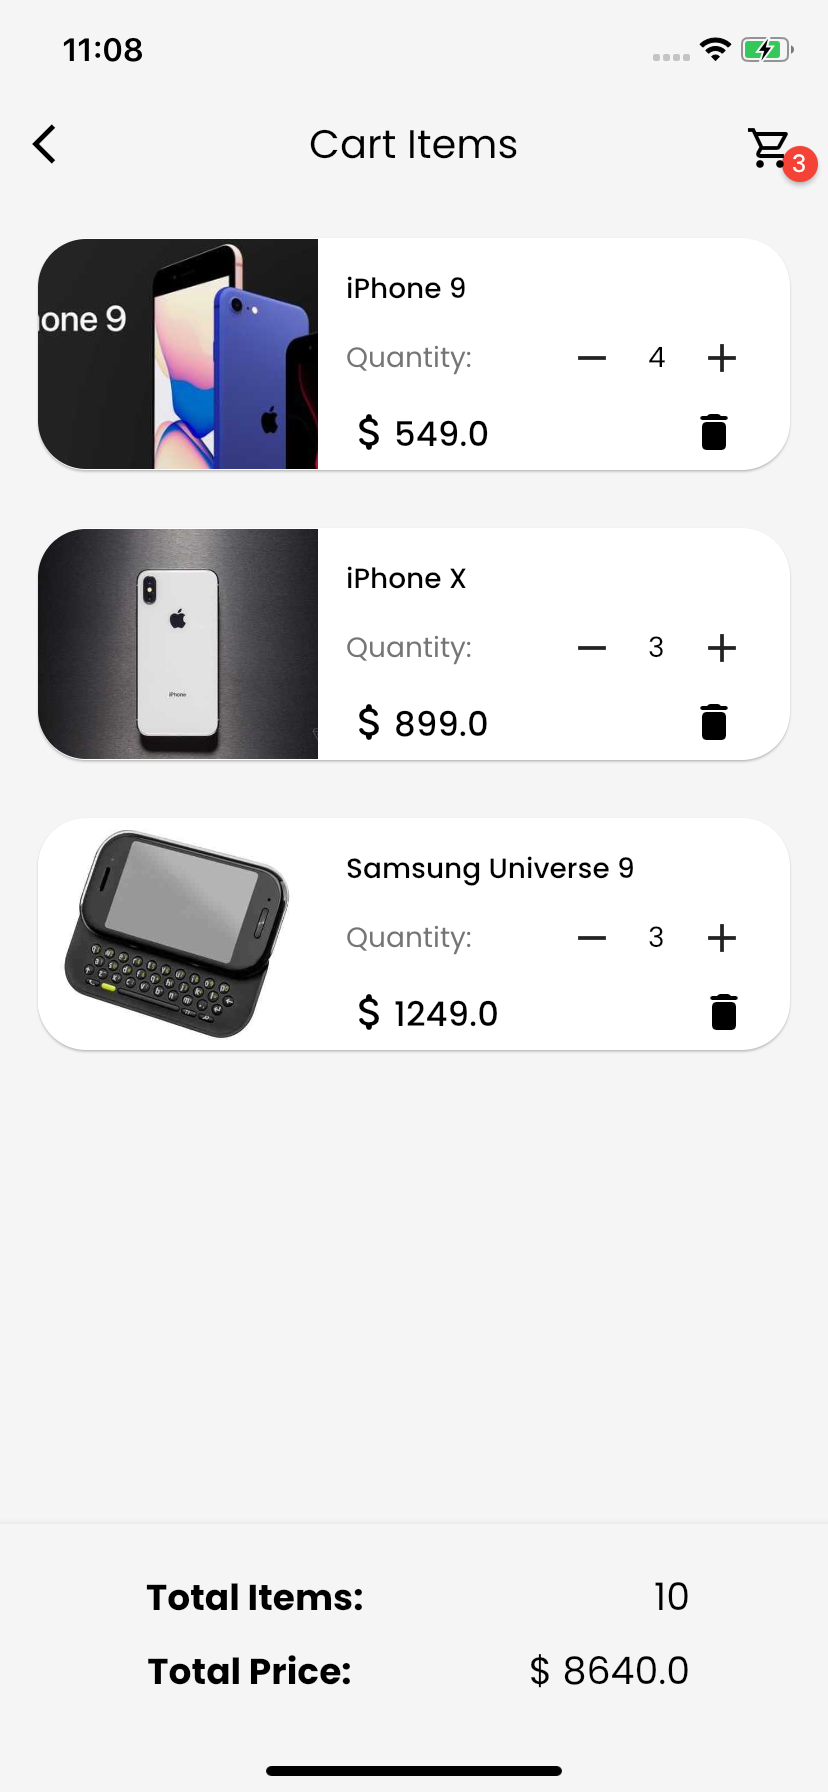 11:08
Cart Items
3
one 9
iPhone 9
Quantity: 4
$ 549.0
iPhone
iPhone X
Quantity: 3
$ 899.0
Samsung Universe 9
Quantity: 3
$ 1249.0
Total Items: 10
Total Price: $ 8640.0